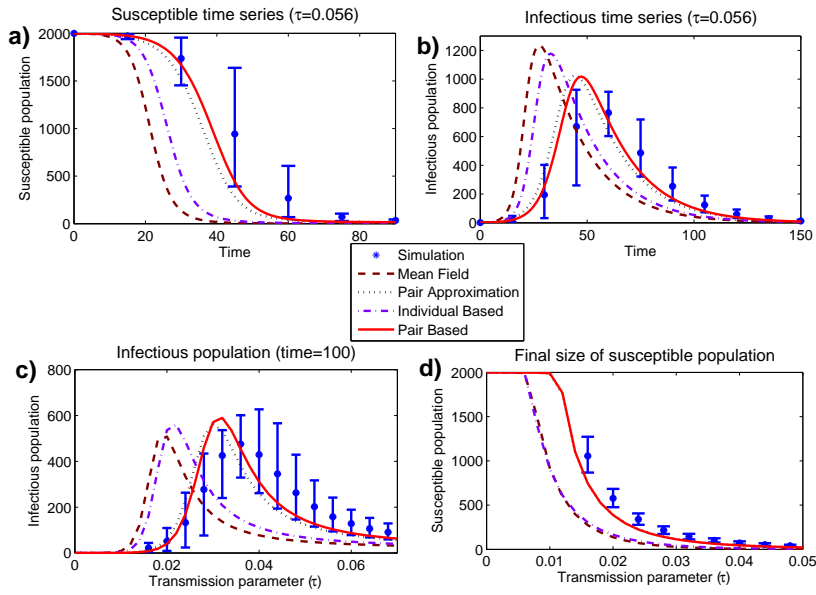 a)
Susceptible time series (τ=0.056)
2000
1500
1000
500
0
Susceptible population
0 20 40 60 80
Time
b)
Infectious time series (τ=0.056)
1200
1000
800
600
400
200
0
Infectious population
0 50 100 150
Time
Simulation
Mean Field
Pair Approximation
Individual Based
Pair Based
c)
Infectious population (time=100)
800
600
400
200
0
Infectious population
0 0.02 0.04 0.06
Transmission parameter (τ)
d)
Final size of susceptible population
2000
1500
1000
500
0
Susceptible population
0 0.01 0.02 0.03 0.04 0.05
Transmission parameter (τ)